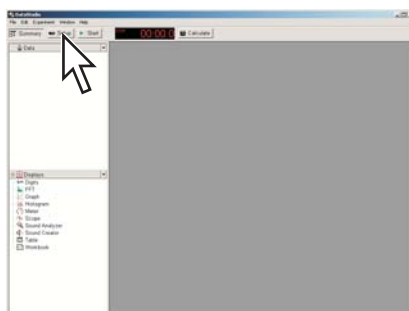 DataStudio
File Edit Experiment Window Help
Summary Setup Start 00:00.0 Calculate
Data
Displays
Digits
FFT
Graph
Histogram
Meter
Scope
Sound Analyzer
Sound Creator
Table
Workbook